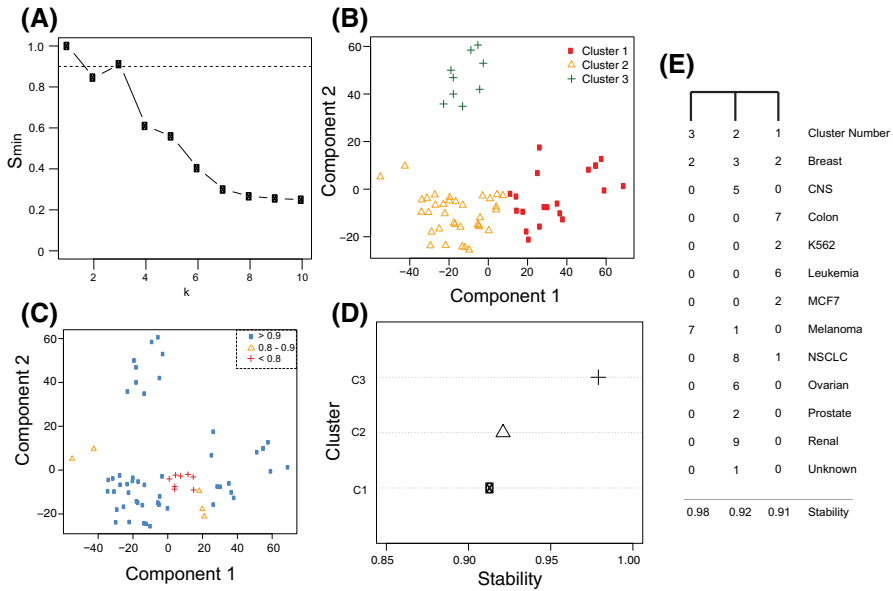 (A)
1.0
0.8
0.6
0.4
0.2
0
Smin
2
4
6
8
10
k
(B)
60
40
20
0
−20
Component 2
−40
−20
0
20
40
60
Component 1
Cluster 1
Cluster 2
Cluster 3
(C)
60
40
20
0
−20
Component 2
−40
−20
0
20
40
60
Component 1
> 0.9
0.8 - 0.9
< 0.8
(D)
C3
C2
C1
Cluster
0.85
0.90
0.95
1.00
Stability
(E)
3 2 1 Cluster Number
2 3 2 Breast
0 5 0 CNS
0 0 7 Colon
0 0 2 K562
0 0 6 Leukemia
0 0 2 MCF7
7 1 0 Melanoma
0 8 1 NSCLC
0 6 0 Ovarian
0 2 0 Prostate
0 9 0 Renal
0 1 0 Unknown
0.98 0.92 0.91 Stability